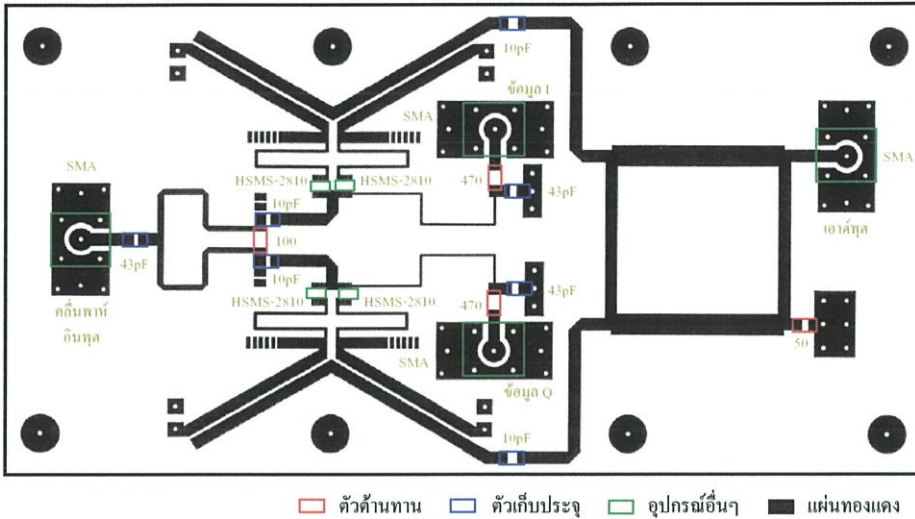 10pF
ข้อมูล I
SMA
SMA
SMA
HSMS-2810 HSMS-2810
470
43pF
10pF
100
เอาต์พุต
43pF
10pF
43pF
คลื่นพาห์
อินพุต
HSMS-2810 HSMS-2810
470
50
SMA
ข้อมูล Q
10pF
ตัวต้านทาน ตัวเก็บประจุ อุปกรณ์อื่นๆ แผ่นทองแดง